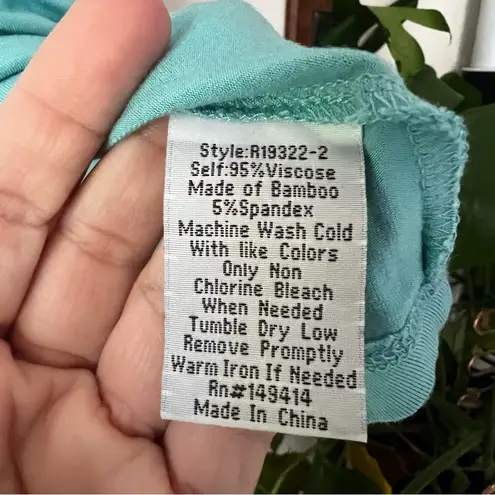 Style:R19322-2
Self:95%Viscose
Made of Bamboo
5%Spandex
Machine Wash Cold
With like Colors
Only Non
Chlorine Bleach
When Needed
Tumble Dry Low
Remove Promptly
Warm Iron If Needed
Rn#149414
Made In China